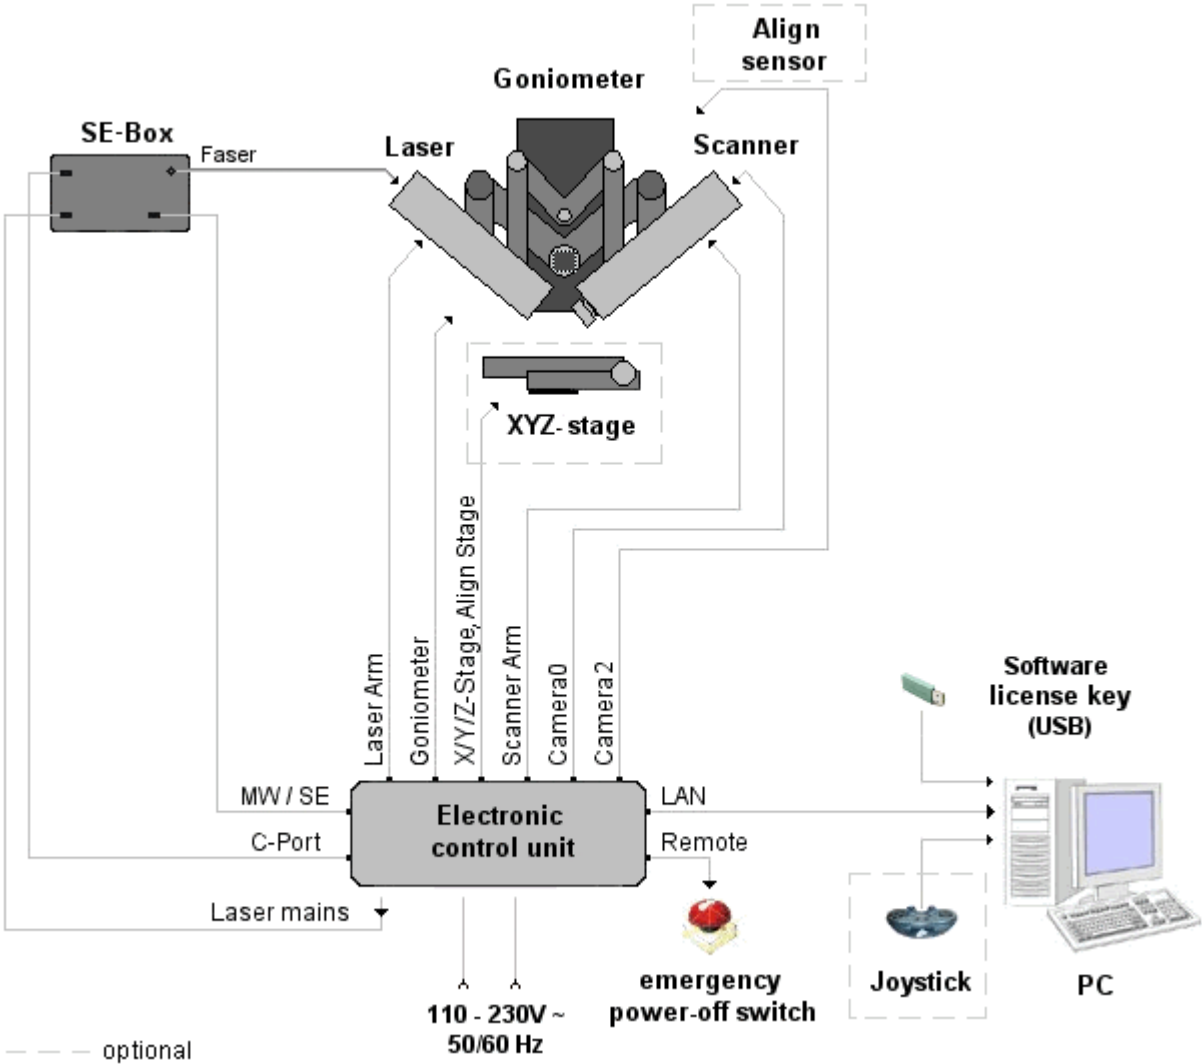 Align
sensor
Goniometer
SE-Box
Faser
Laser
Scanner
XYZ-stage
Laser Arm
Goniometer
X/Y/Z-Stage, Align Stage
Scanner Arm
Camera0
Camera2
Software
license key
(USB)
MW / SE
C-Port
Laser mains
Electronic
control unit
LAN
Remote
emergency
power-off switch
Joystick
PC
110 - 230V ~
50/60 Hz
optional